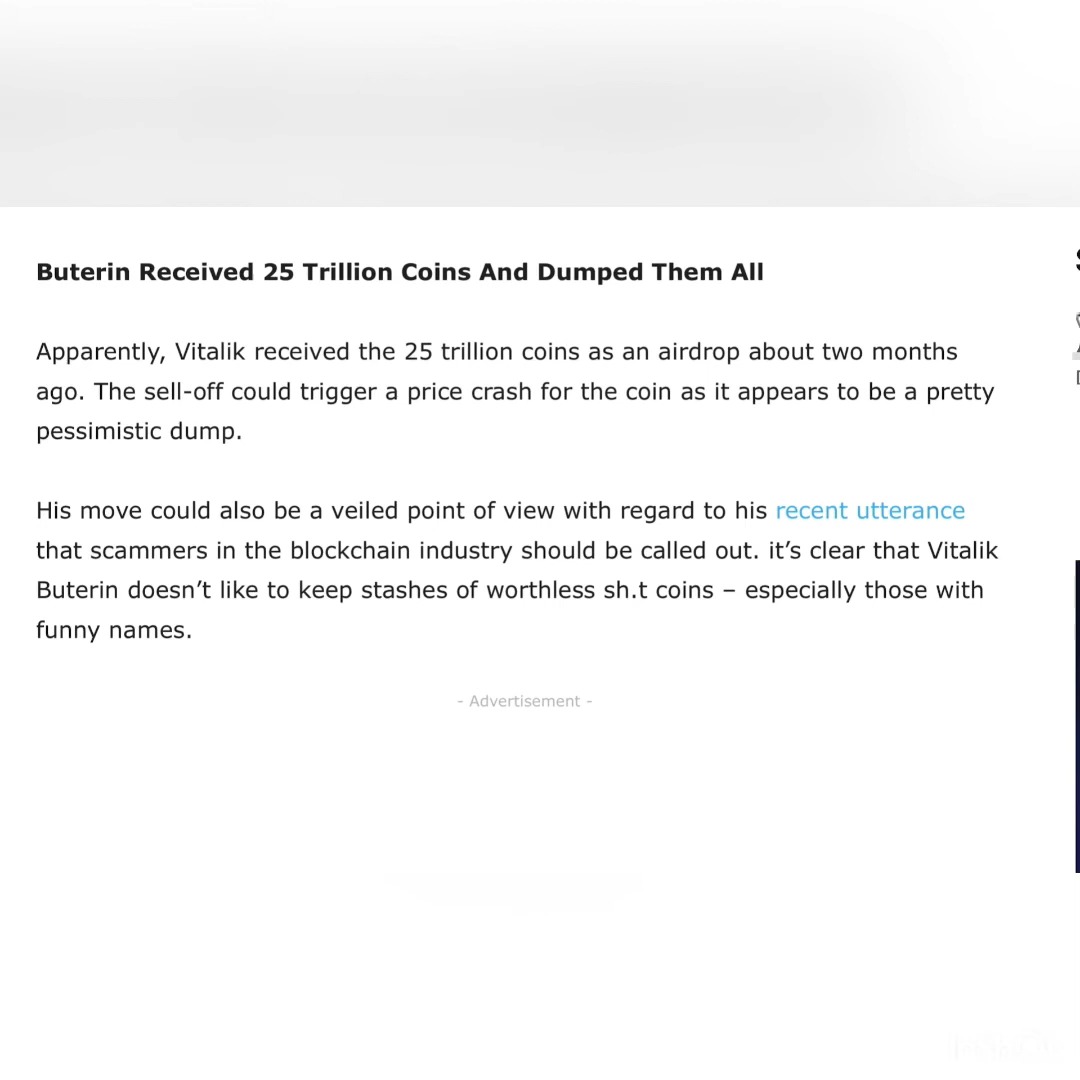 Buterin Received 25 Trillion Coins And Dumped Them All
Apparently, Vitalik received the 25 trillion coins as an airdrop about two months
ago. The sell-off could trigger a price crash for the coin as it appears to be a pretty
pessimistic dump.
His move could also be a veiled point of view with regard to his recent utterance
that scammers in the blockchain industry should be called out. it’s clear that Vitalik
Buterin doesn’t like to keep stashes of worthless sh.t coins – especially those with
funny names.
- Advertisement -